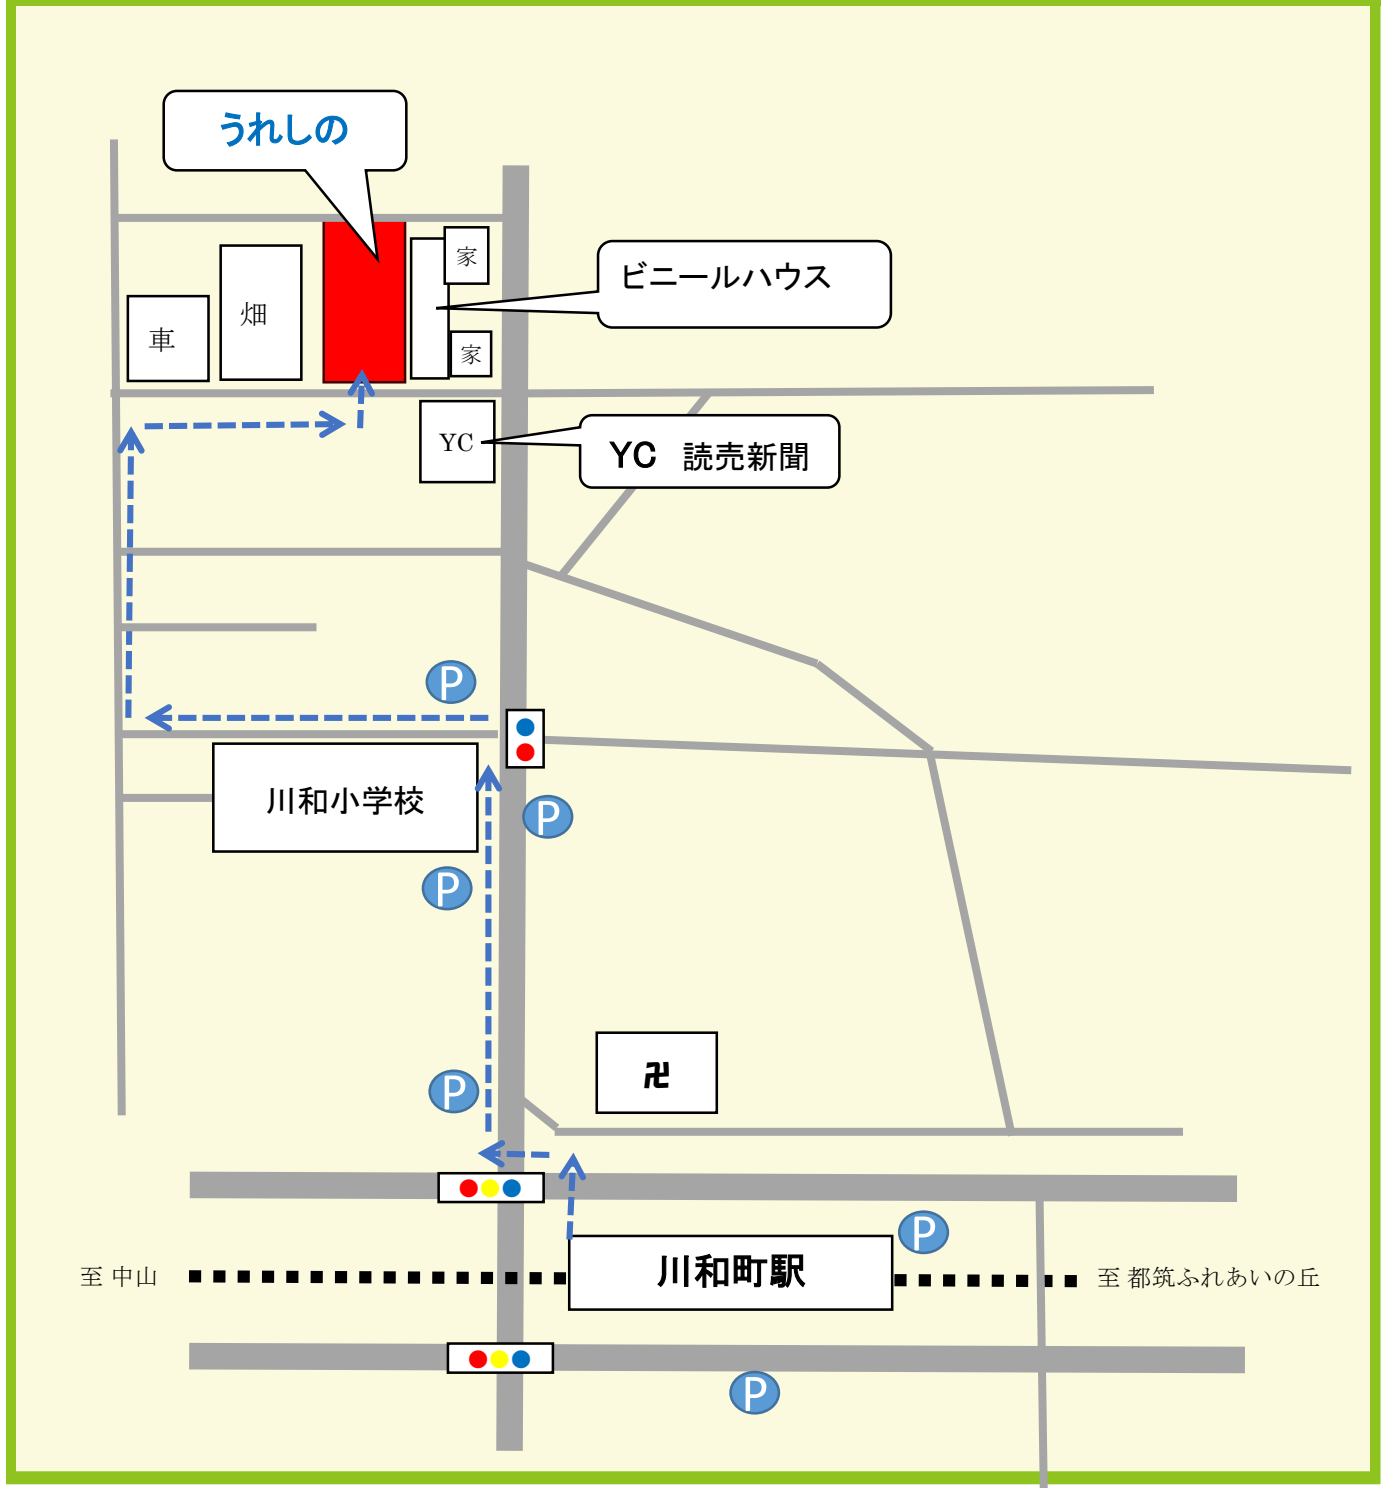 うれしの
家
ビニールハウス
畑
車
家
YC
YC 読売新聞
P
川和小学校
P
P
卍
P
P
川和町駅
至 中山
至 都筑ふれあいの丘
P